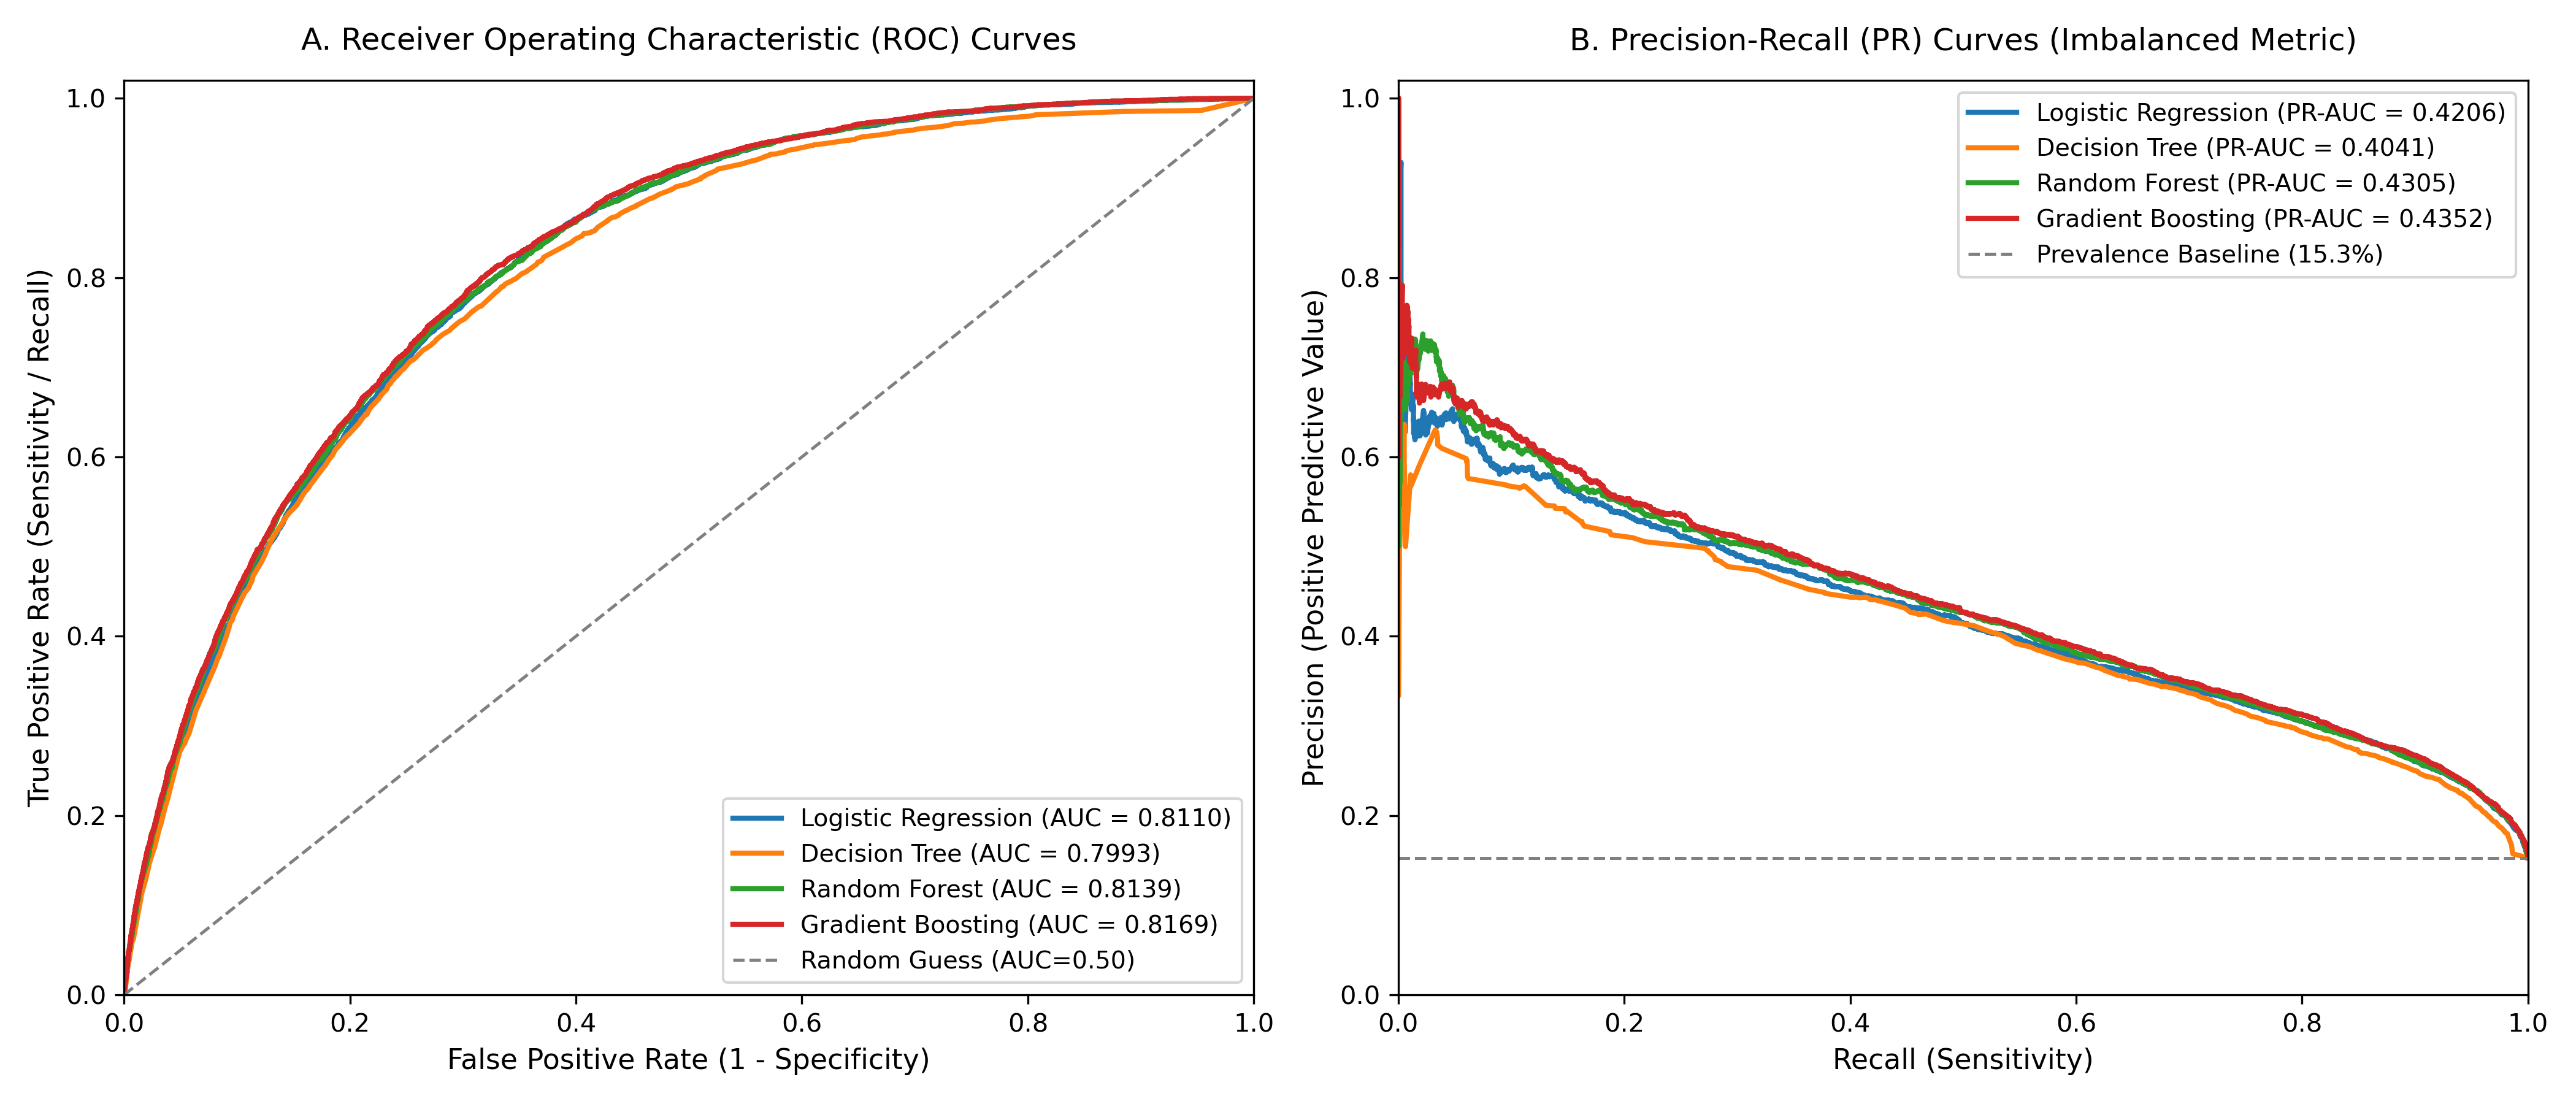 A. Receiver Operating Characteristic (ROC) Curves
True Positive Rate (Sensitivity / Recall)
1.0
0.8
0.6
0.4
0.2
0.0
Logistic Regression (AUC = 0.8110)
Decision Tree (AUC = 0.7993)
Random Forest (AUC = 0.8139)
Gradient Boosting (AUC = 0.8169)
Random Guess (AUC=0.50)
0.0 0.2 0.4 0.6 0.8 1.0
False Positive Rate (1 - Specificity)
B. Precision-Recall (PR) Curves (Imbalanced Metric)
Precision (Positive Predictive Value)
1.0
0.8
0.6
0.4
0.2
0.0
Logistic Regression (PR-AUC = 0.4206)
Decision Tree (PR-AUC = 0.4041)
Random Forest (PR-AUC = 0.4305)
Gradient Boosting (PR-AUC = 0.4352)
Prevalence Baseline (15.3%)
0.0 0.2 0.4 0.6 0.8 1.0
Recall (Sensitivity)